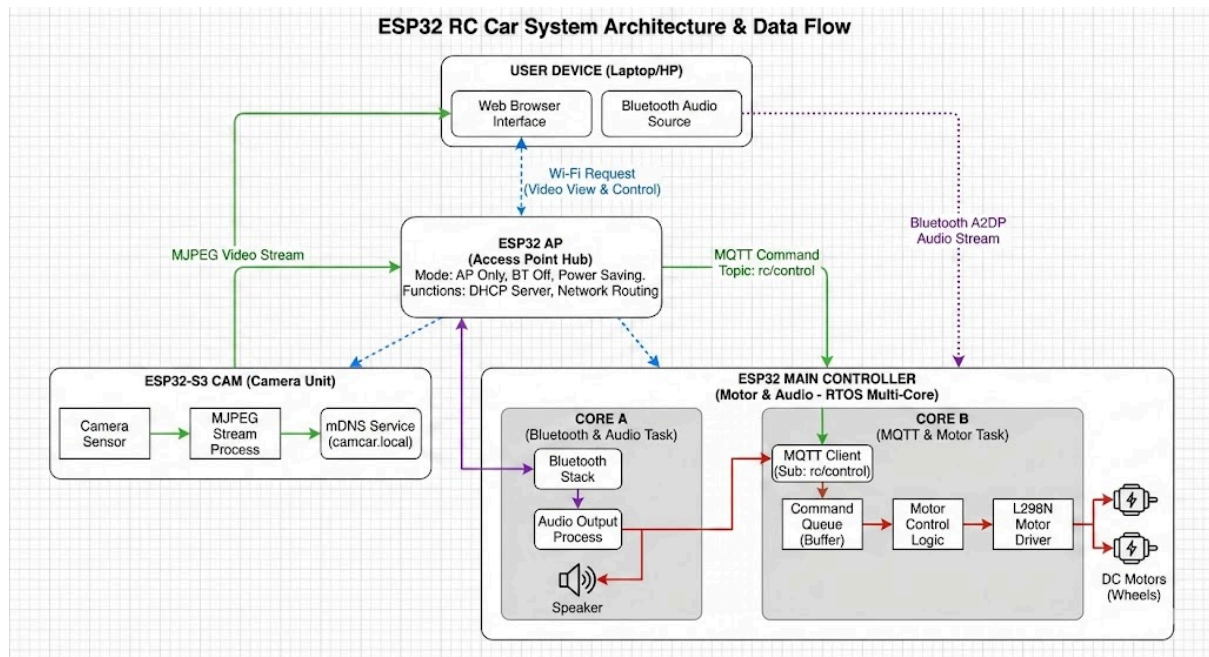 ESP32 RC Car System Architecture & Data Flow
USER DEVICE (Laptop/HP)
Web Browser
Interface
Bluetooth Audio
Source
Wi-Fi Request
(Video View & Control)
MJPEG Video Stream
ESP32 AP
(Access Point Hub)
Mode: AP Only, BT Off, Power Saving.
Functions: DHCP Server, Network Routing
MQTT Command
Topic: rc/control
Bluetooth A2DP
Audio Stream
ESP32-S3 CAM (Camera Unit)
Camera
Sensor
MJPEG
Stream
Process
mDNS Service
(camcar.local)
ESP32 MAIN CONTROLLER
(Motor & Audio - RTOS Multi-Core)
CORE A
(Bluetooth & Audio Task)
Bluetooth
Stack
Audio Output
Process
Speaker
CORE B
(MQTT & Motor Task)
MQTT Client
(Sub: rc/control)
Command
Queue
(Buffer)
Motor
Control
Logic
L298N
Motor
Driver
DC Motors
(Wheels)